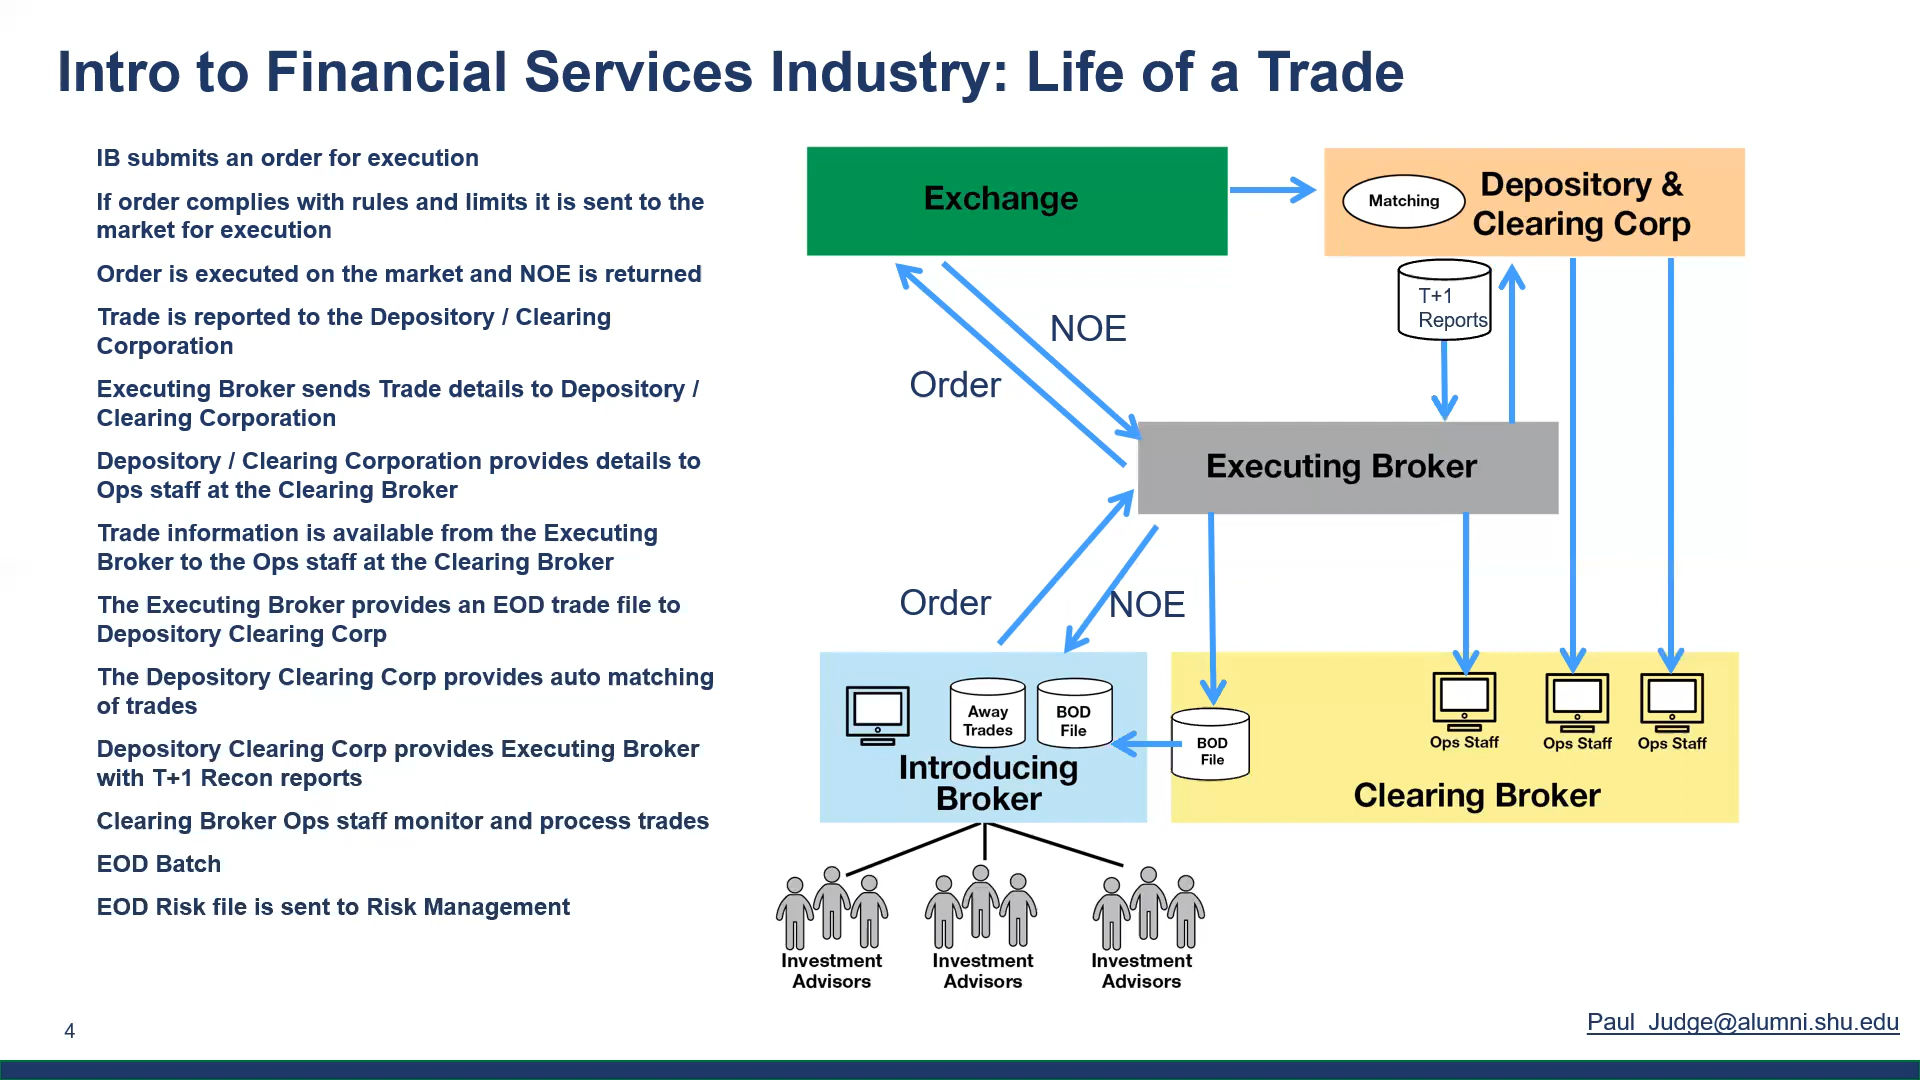 Intro to Financial Services Industry: Life of a Trade
IB submits an order for execution
If order complies with rules and limits it is sent to the
market for execution
Order is executed on the market and NOE is returned
Trade is reported to the Depository / Clearing
Corporation
Executing Broker sends Trade details to Depository /
Clearing Corporation
Depository / Clearing Corporation provides details to
Ops staff at the Clearing Broker
Trade information is available from the Executing
Broker to the Ops staff at the Clearing Broker
The Executing Broker provides an EOD trade file to
Depository Clearing Corp
The Depository Clearing Corp provides auto matching
of trades
Depository Clearing Corp provides Executing Broker
with T+1 Recon reports
Clearing Broker Ops staff monitor and process trades
EOD Batch
EOD Risk file is sent to Risk Management
Exchange
Matching
Depository &
Clearing Corp
T+1
Reports
NOE
Order
Executing Broker
Order
NOE
Away
Trades
BOD
File
Introducing
Broker
BOD
File
Ops Staff
Ops Staff
Ops Staff
Clearing Broker
Investment
Advisors
Investment
Advisors
Investment
Advisors
4
Paul_Judge@alumni.shu.edu